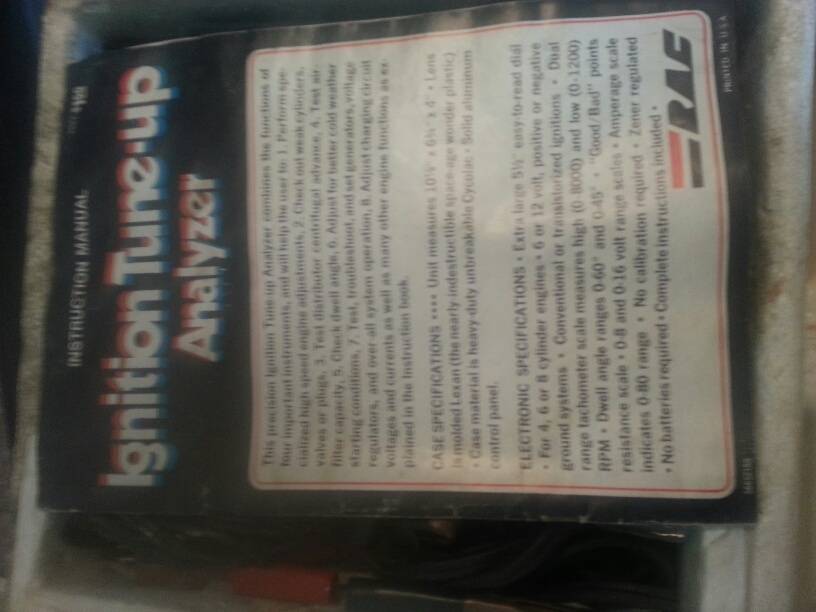 INSTRUCTION MANUAL
Ignition Tune-up
Analyzer
This precision Ignition Tune-up Analyzer combines the functions of
four important instruments, and will help the user to: 1. Perform spe-
cialized high speed engine adjustments, 2. Check out weak cylinders,
valves or plugs, 3. Test distributor centrifugal advance, 4. Test air
filter capacity, 5. Check dwell angle, 6. Adjust for better cold weather
starting conditions, 7. Test, troubleshoot, and set generators, voltage
regulators, and over-all system operation, 8. Adjust charging circuit
voltages and currents as well as many other engine functions as ex-
plained in the instruction book.
CASE SPECIFICATIONS •••• Unit measures x 4" • Lens
is molded Lexan (the nearly indestructible space-age wonder plastic)
• Case material is heavy-duty unbreakable Cycolac • Solid aluminum
control panel.
ELECTRONIC SPECIFICATIONS • Extra large 5½" easy-to-read dial
• For 4, 6 or 8 cylinder engines • 6 or 12 volt, positive or negative
ground systems • Conventional or transistorized ignitions • Dual
range tachometer scale measures high (0-8000) and low (0-1200)
RPM • Dwell angle ranges 0-60° and 0-45° • "Good/Bad" points
resistance scale • 0-8 and 0-16 volt range scales • Amperage scale
indicates 0-80 range • No calibration required • Zener regulated
• No batteries required • Complete instructions included •
RAC
PRINTED IN U.S.A.